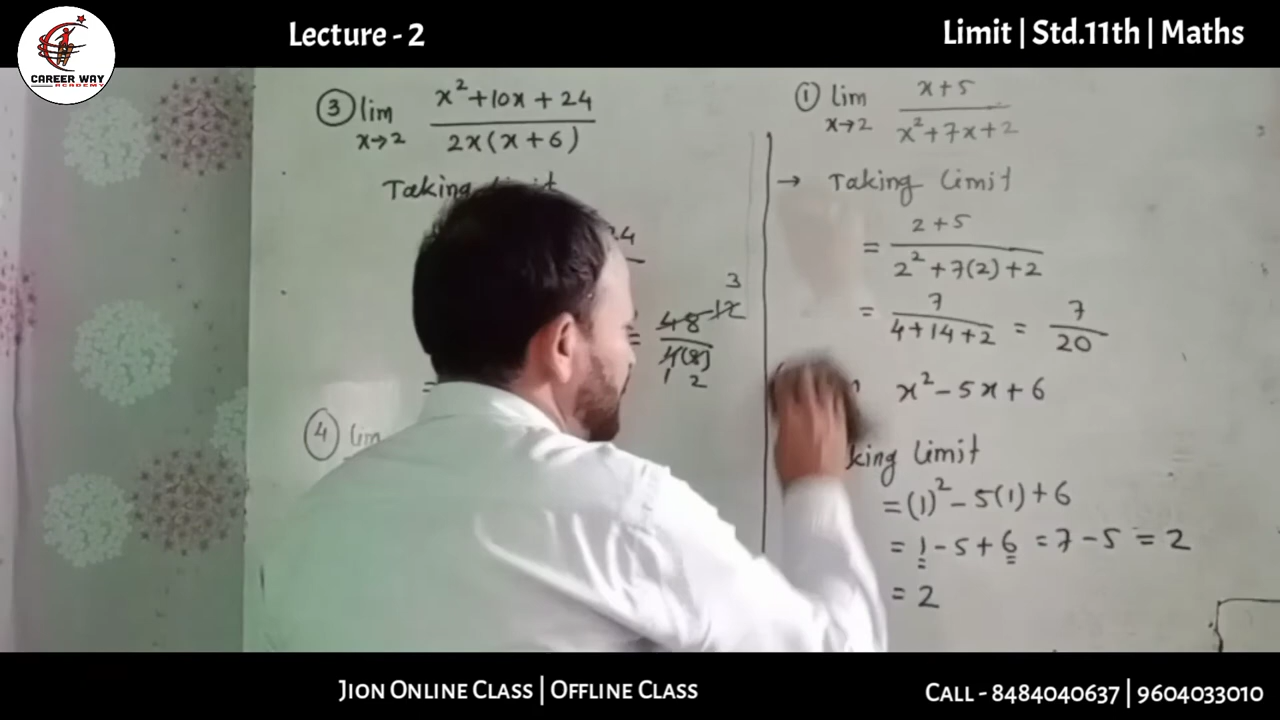 Lecture - 2
Limit | Std.11th | Maths
CAREER WAY
ACADEMY
③ lim x→2 (x²+10x+24)/(2x(x+6))
Taking
24
= 48/(4(8))
12
3
1 2
=
④ lim
① lim x→2 (x+5)/(x²+7x+2)
→ Taking limit
= (2+5)/(2²+7(2)+2)
= 7/(4+14+2) = 7/20
x²-5x+6
king limit
=(1)²-5(1)+6
= 1-5+6 = 7-5 = 2
= 2
Jion Online Class | Offline Class
Call - 8484040637 | 9604033010